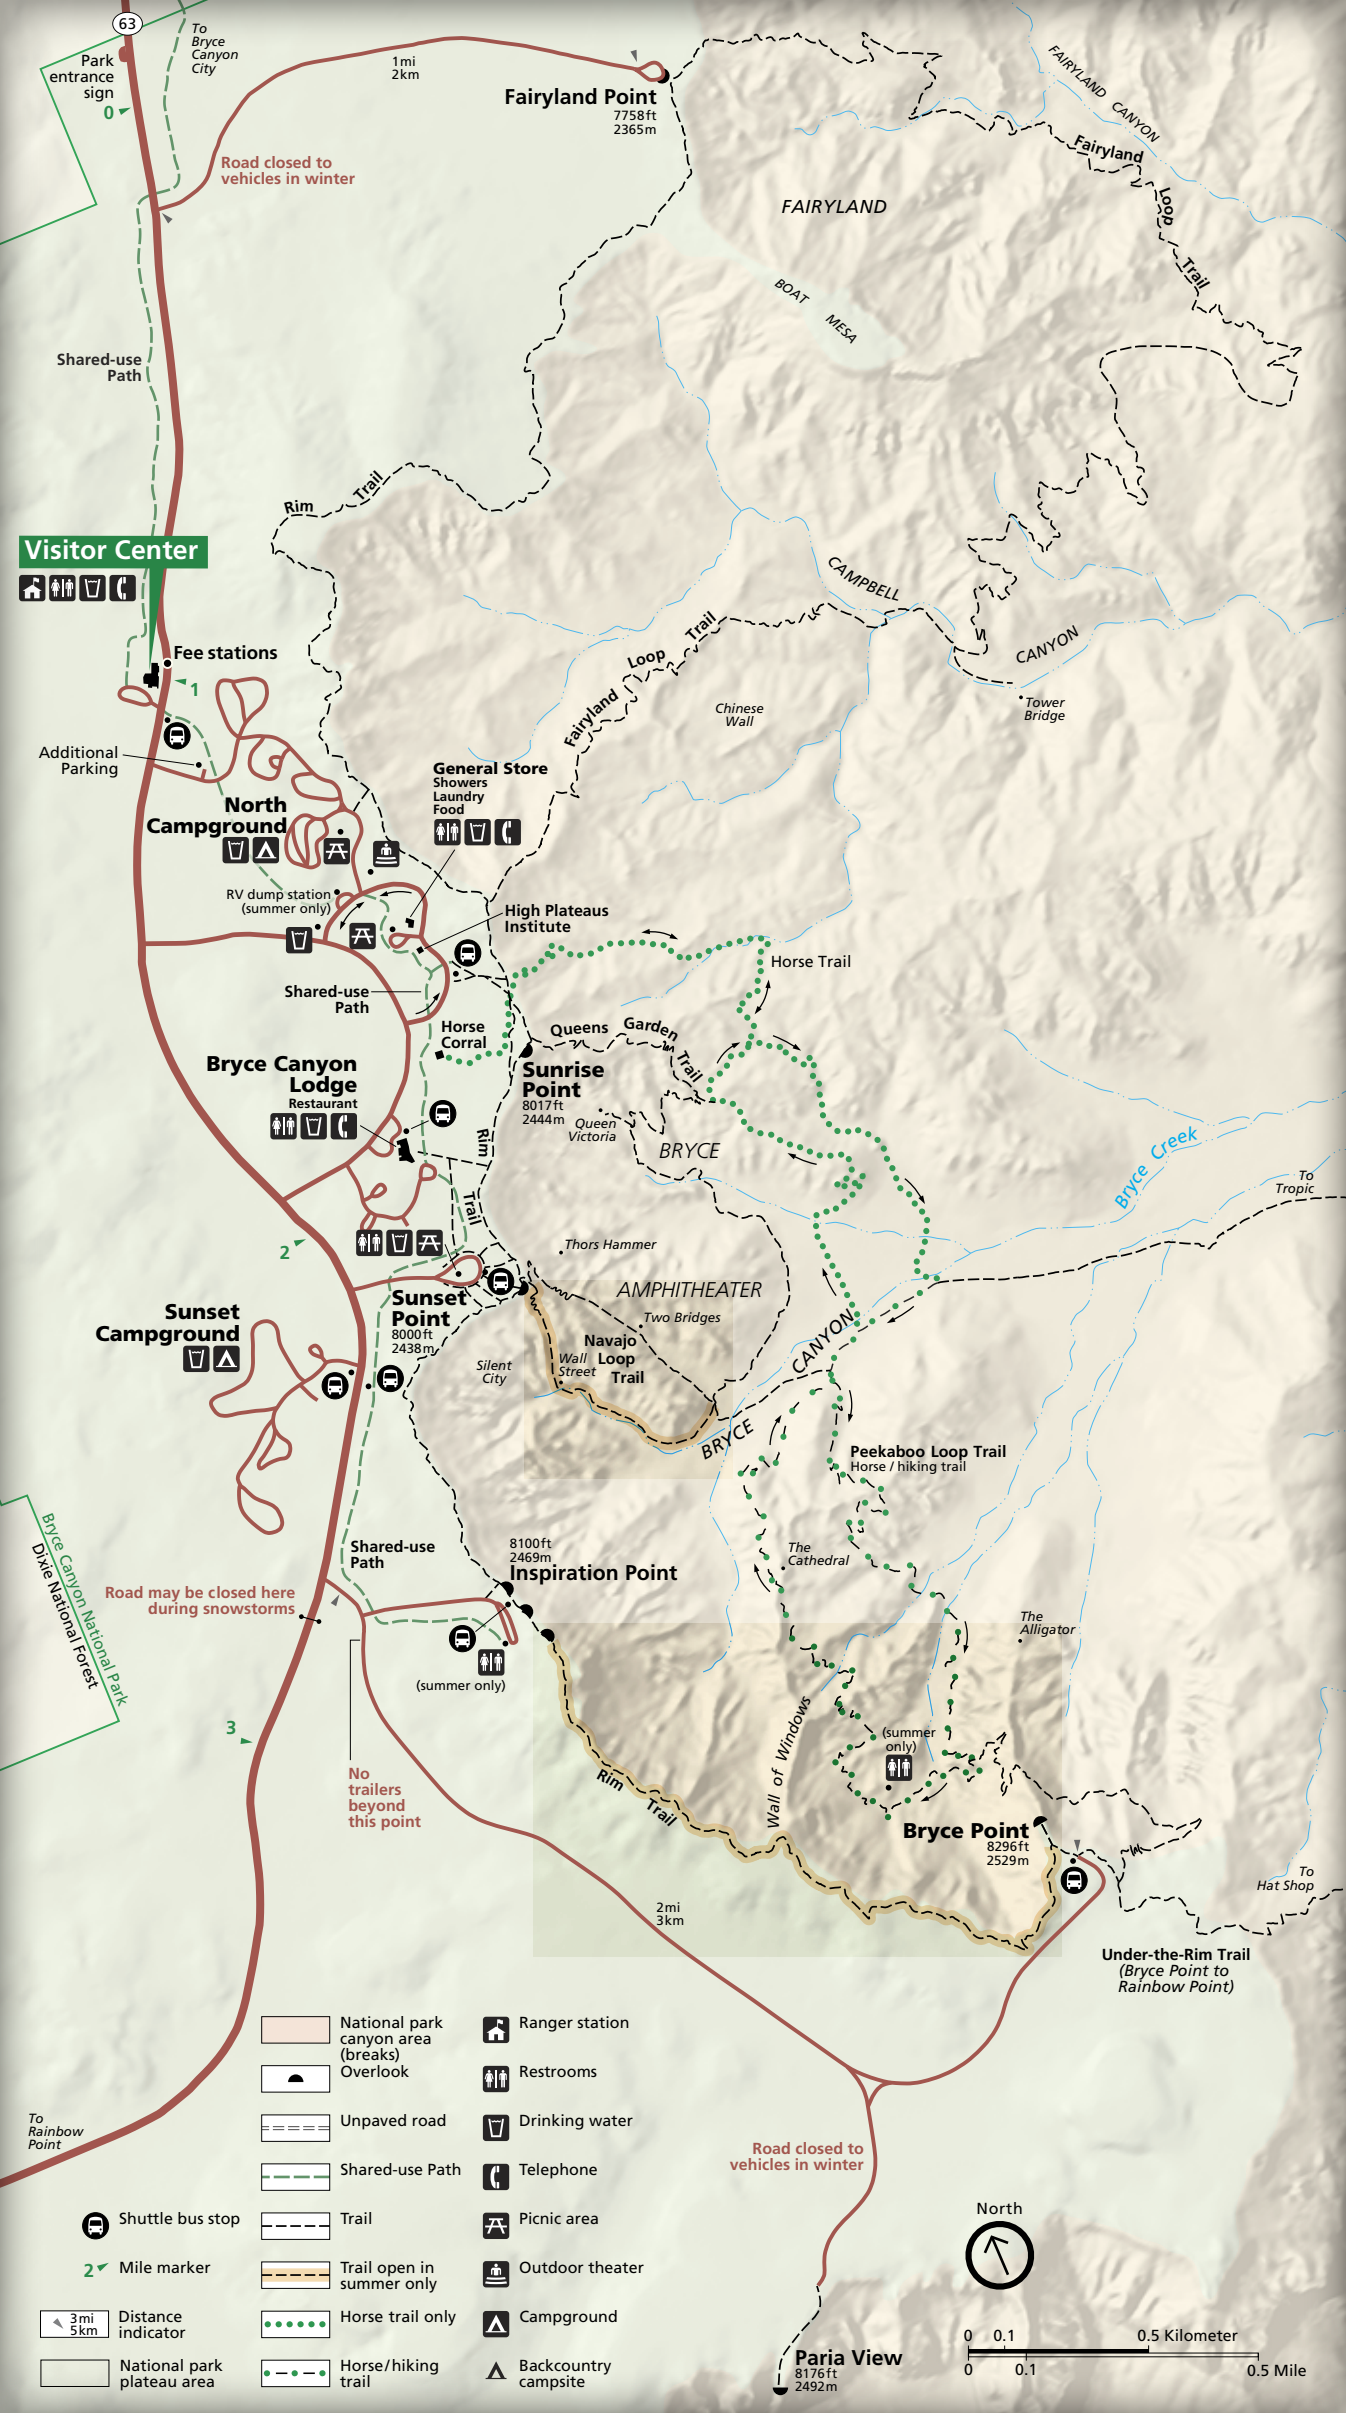 63
To
Bryce
Canyon
City
Park
entrance
sign
0
1mi
2km
Fairyland Point
7758ft
2365m
Road closed to
vehicles in winter
FAIRYLAND CANYON
Fairyland Loop Trail
FAIRYLAND
BOAT MESA
Shared-use
Path
Rim Trail
Visitor Center
Fee stations
1
Additional
Parking
CAMPBELL CANYON
Fairyland Loop Trail
Chinese
Wall
Tower
Bridge
General Store
Showers
Laundry
Food
North
Campground
RV dump station
(summer only)
High Plateaus
Institute
Horse Trail
Shared-use
Path
Horse
Corral
Queens Garden Trail
Bryce Canyon
Lodge
Restaurant
Sunrise
Point
8017ft
2444m
Queen
Victoria
BRYCE
AMPHITHEATER
Rim Trail
Bryce Creek
To
Tropic
2
Thors Hammer
Two Bridges
Sunset
Point
8000ft
2438m
Sunset
Campground
Navajo
Loop
Trail
Wall
Street
Silent
City
BRYCE CANYON
Peekaboo Loop Trail
Horse / hiking trail
Bryce Canyon National Park
Dixie National Forest
Shared-use
Path
8100ft
2469m
Inspiration Point
The
Cathedral
Road may be closed here
during snowstorms
The
Alligator
(summer only)
3
No
trailers
beyond
this point
Wall of Windows
(summer
only)
Rim Trail
Bryce Point
8296ft
2529m
To
Hat Shop
2mi
3km
Under-the-Rim Trail
(Bryce Point to
Rainbow Point)
To
Rainbow
Point
Road closed to
vehicles in winter
National park
canyon area
(breaks)
Overlook
Unpaved road
Shared-use Path
Trail
Trail open in
summer only
Horse trail only
Horse/hiking
trail
Ranger station
Restrooms
Drinking water
Telephone
Picnic area
Outdoor theater
Campground
Backcountry
campsite
Shuttle bus stop
2
Mile marker
3mi
5km
Distance
indicator
National park
plateau area
North
0 0.1 0.5 Kilometer
0 0.1 0.5 Mile
Paria View
8176ft
2492m